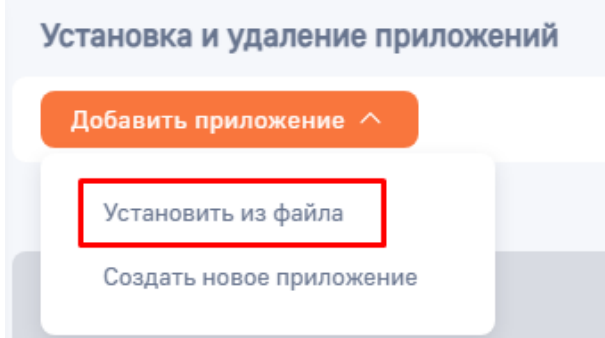 Установка и удаление приложений
Добавить приложение
Установить из файла
Создать новое приложение